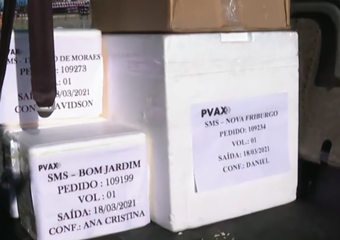 PVAX
SMS - T DE MORAES
PEDIDO : 109273
VOL.: 01
SAÍDA: 18/03/2021
CONF DAVIDSON
PVAX
SMS – BOM JARDIM
PEDIDO : 109199
VOL : 01
SAÍDA: 18/03/2021
CONF.: ANA CRISTINA
PVAX
SMS – NOVA FRIBURGO
PEDIDO : 109234
VOL.: 01
SAÍDA: 18/03/2021
CONF.: DANIEL